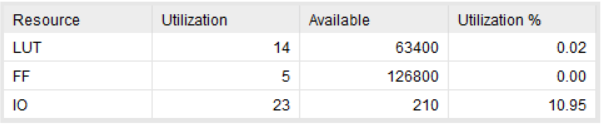 Resource Utilization Available Utilization %
LUT 14 63400 0.02
FF 5 126800 0.00
IO 23 210 10.95